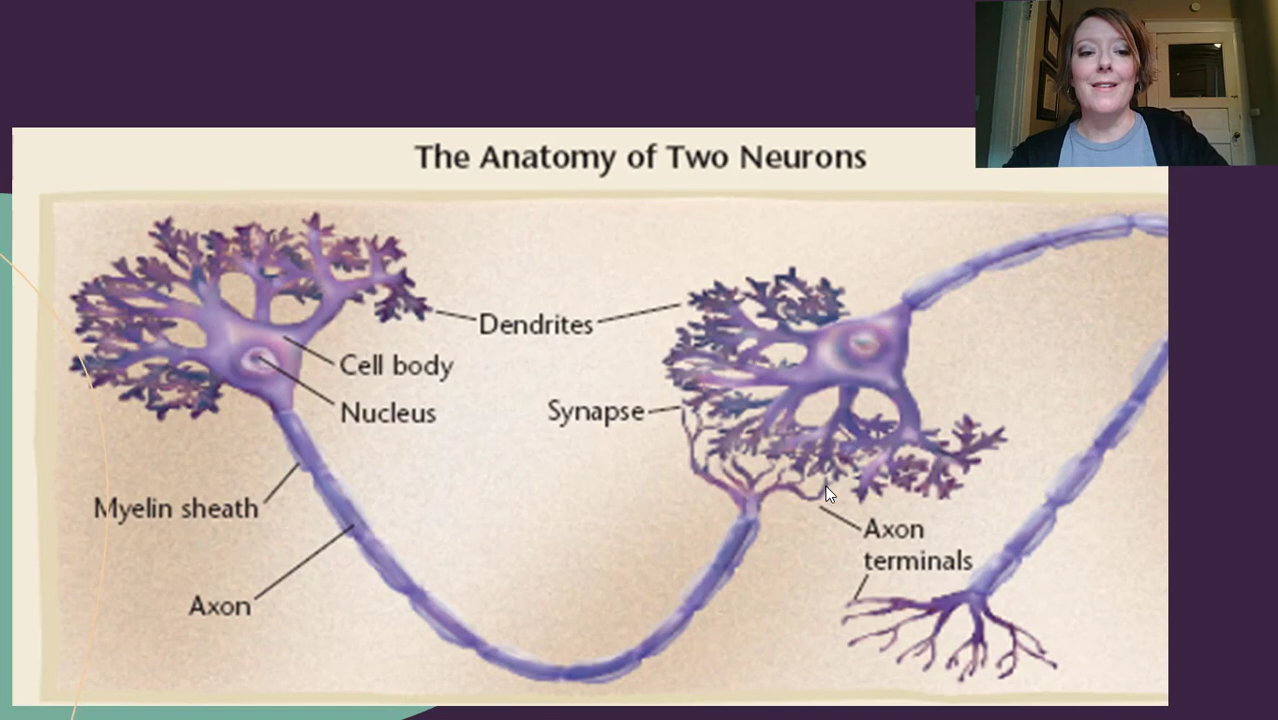 The Anatomy of Two Neurons
Dendrites
Cell body
Nucleus
Synapse
Myelin sheath
Axon
terminals
Axon